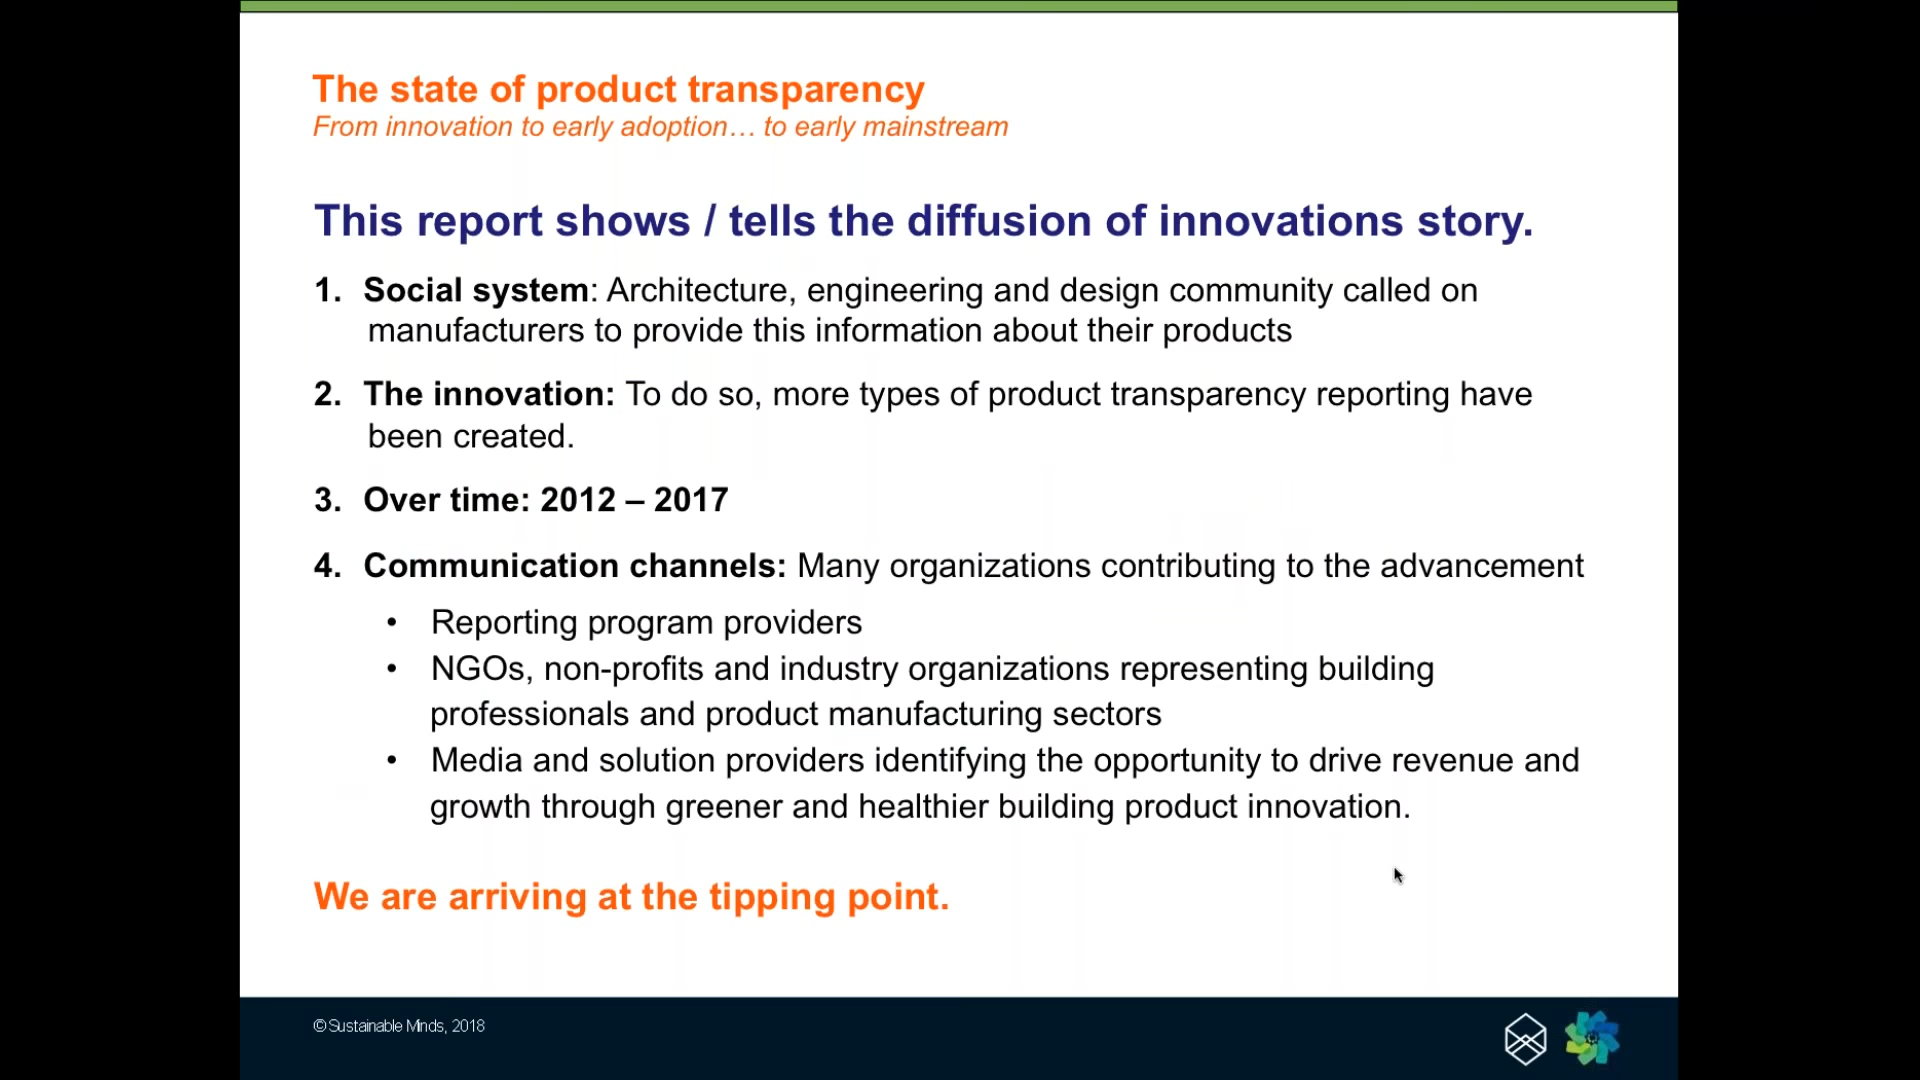 The state of product transparency
From innovation to early adoption… to early mainstream
This report shows / tells the diffusion of innovations story.
1. Social system: Architecture, engineering and design community called on
manufacturers to provide this information about their products
2. The innovation: To do so, more types of product transparency reporting have
been created.
3. Over time: 2012 – 2017
4. Communication channels: Many organizations contributing to the advancement
• Reporting program providers
• NGOs, non-profits and industry organizations representing building
professionals and product manufacturing sectors
• Media and solution providers identifying the opportunity to drive revenue and
growth through greener and healthier building product innovation.
We are arriving at the tipping point.
© Sustainable Minds, 2018